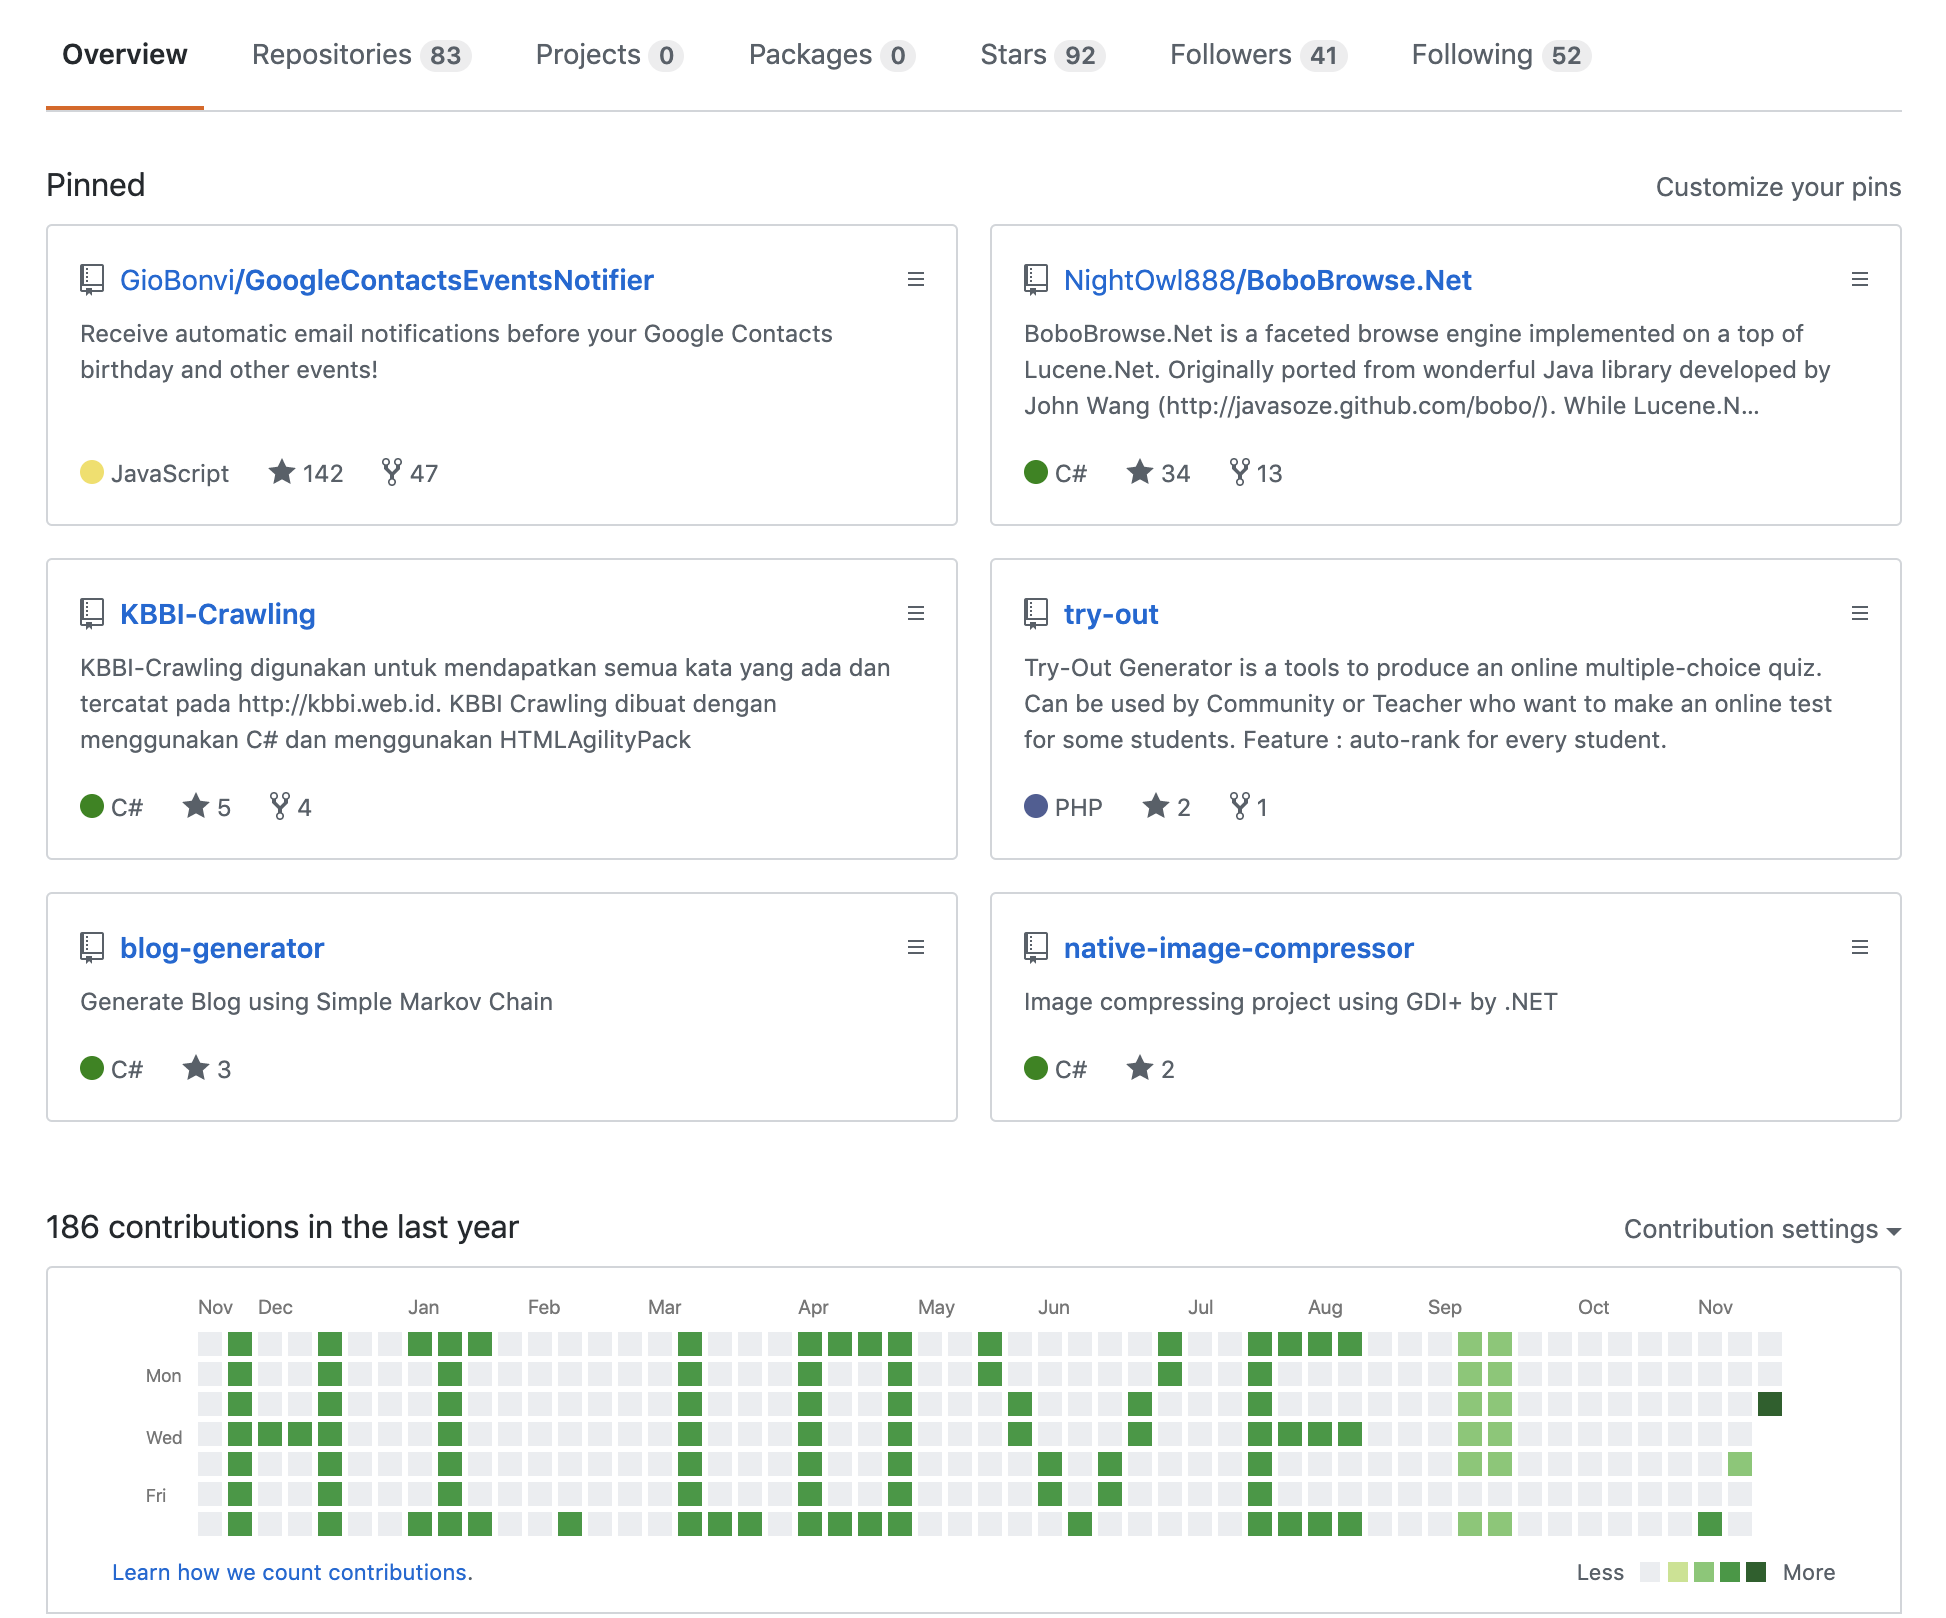 Overview Repositories 83 Projects 0 Packages 0 Stars 92 Followers 41 Following 52
Pinned
Customize your pins
GioBonvi/GoogleContactsEventsNotifier
Receive automatic email notifications before your Google Contacts
birthday and other events!
JavaScript 142 47
NightOwl888/BoboBrowse.Net
BoboBrowse.Net is a faceted browse engine implemented on a top of
Lucene.Net. Originally ported from wonderful Java library developed by
John Wang (http://javasoze.github.com/bobo/). While Lucene.N...
C# 34 13
KBBI-Crawling
KBBI-Crawling digunakan untuk mendapatkan semua kata yang ada dan
tercatat pada http://kbbi.web.id. KBBI Crawling dibuat dengan
menggunakan C# dan menggunakan HTMLAgilityPack
C# 5 4
try-out
Try-Out Generator is a tools to produce an online multiple-choice quiz.
Can be used by Community or Teacher who want to make an online test
for some students. Feature : auto-rank for every student.
PHP 2 1
blog-generator
Generate Blog using Simple Markov Chain
C# 3
native-image-compressor
Image compressing project using GDI+ by .NET
C# 2
186 contributions in the last year
Contribution settings
Nov Dec Jan Feb Mar Apr May Jun Jul Aug Sep Oct Nov
Mon
Wed
Fri
Learn how we count contributions.
Less More